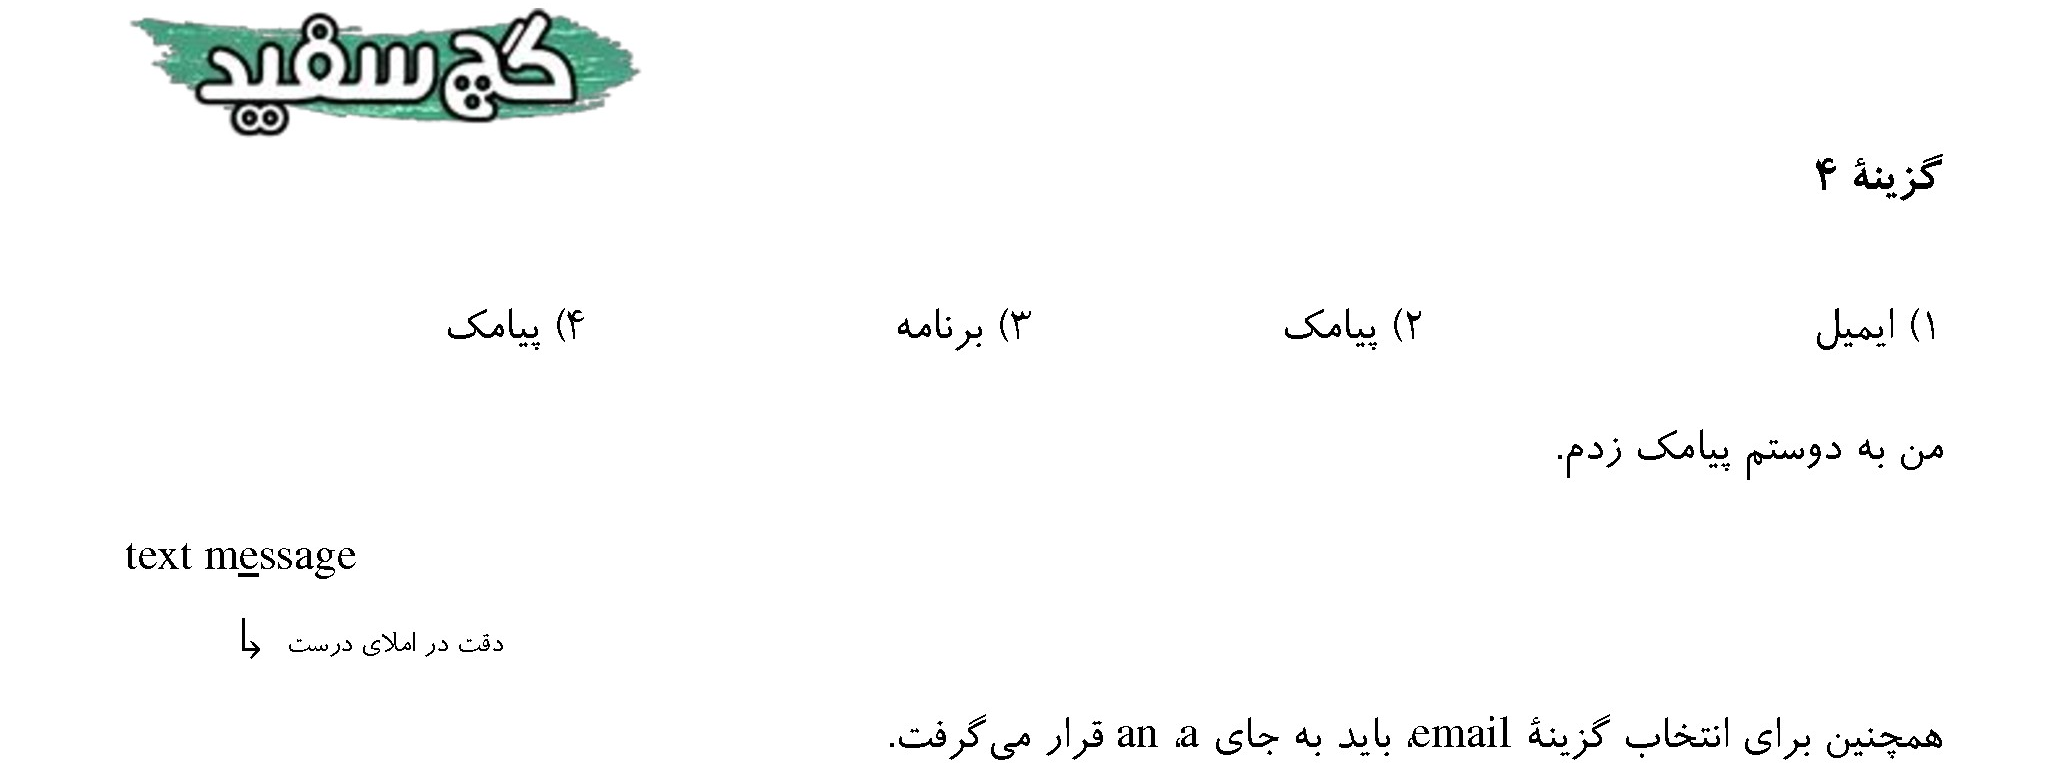 گچ سفید
گزینهٔ ۴
۱) ایمیل ۲) پیامک ۳) برنامه ۴) پیامک
من به دوستم پیامک زدم.
text message
↳ دقت در املای درست
همچنین برای انتخاب گزینهٔ email، باید به جای a، an قرار می‌گرفت.